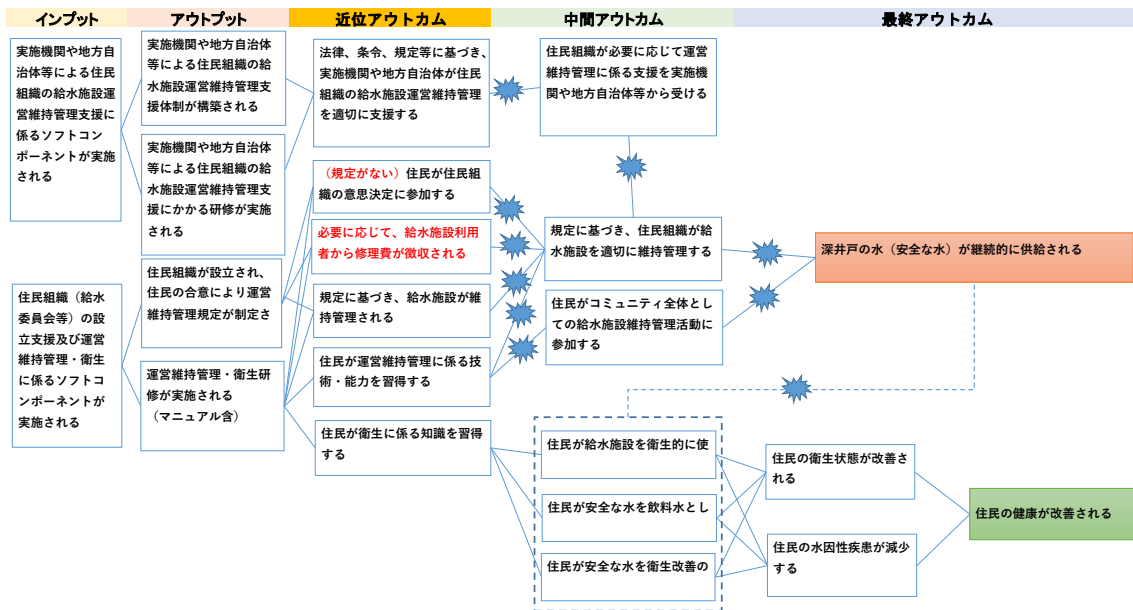 インプット
アウトプット
近位アウトカム
中間アウトカム
最終アウトカム
実施機関や地方自
治体等による住民
組織の給水施設運
営維持管理支援に
係るソフトコン
ポーネントが実施
される
住民組織（給水
委員会等）の設
立支援及び運営
維持管理・衛生
に係るソフトコ
ンポーネントが
実施される
実施機関や地方自治体
等による住民組織の給
水施設運営維持管理支
援体制が構築される
実施機関や地方自治体
等による住民組織の給
水施設運営維持管理支
援にかかる研修が実施
される
住民組織が設立され、
住民の合意により運営
維持管理規定が制定さ
運営維持管理・衛生研
修が実施される
（マニュアル含）
法律、条令、規定等に基づき、
実施機関や地方自治体が住民
組織の給水施設運営維持管理
を適切に支援する
（規定がない）住民が住民組
織の意思決定に参加する
必要に応じて、給水施設利用
者から修理費が徴収される
規定に基づき、給水施設が維
持管理される
住民が運営維持管理に係る技
術・能力を習得する
住民が衛生に係る知識を習得
する
住民組織が必要に応じて運営
維持管理に係る支援を実施機
関や地方自治体等から受ける
規定に基づき、住民組織が給
水施設を適切に維持管理する
住民がコミュニティ全体とし
ての給水施設維持管理活動に
参加する
住民が給水施設を衛生的に使
住民が安全な水を飲料水とし
住民が安全な水を衛生改善の
深井戸の水（安全な水）が継続的に供給される
住民の衛生状態が改善さ
れる
住民の水因性疾患が減少
する
住民の健康が改善される